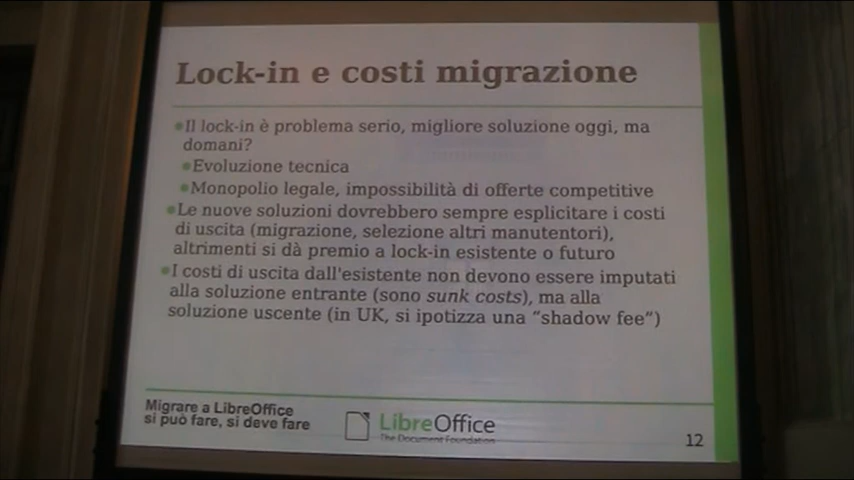 Lock-in e costi migrazione
•Il lock-in è problema serio, migliore soluzione oggi, ma
domani?
•Evoluzione tecnica
•Monopolio legale, impossibilità di offerte competitive
•Le nuove soluzioni dovrebbero sempre esplicitare i costi
di uscita (migrazione, selezione altri manutentori),
altrimenti si dà premio a lock-in esistente o futuro
•I costi di uscita dall'esistente non devono essere imputati
alla soluzione entrante (sono sunk costs), ma alla
soluzione uscente (in UK, si ipotizza una “shadow fee”)
Migrare a LibreOffice
si può fare, si deve fare
LibreOffice
The Document Foundation
12